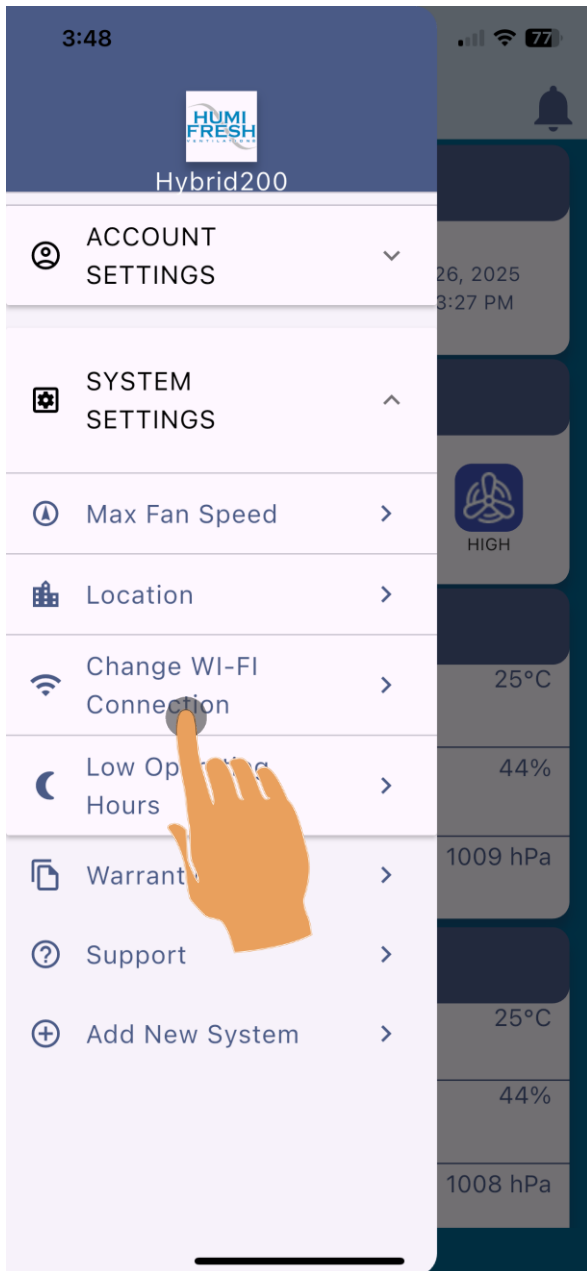 3:48
77
HUMI
FRESH
VENTILATIONS
Hybrid200
ACCOUNT
SETTINGS
SYSTEM
SETTINGS
Max Fan Speed
Location
Change WI-FI
Connection
Low Operating
Hours
Support
Add New System
26, 2025
3:27 PM
HIGH
25°C
44%
1009 hPa
25°C
44%
1008 hPa